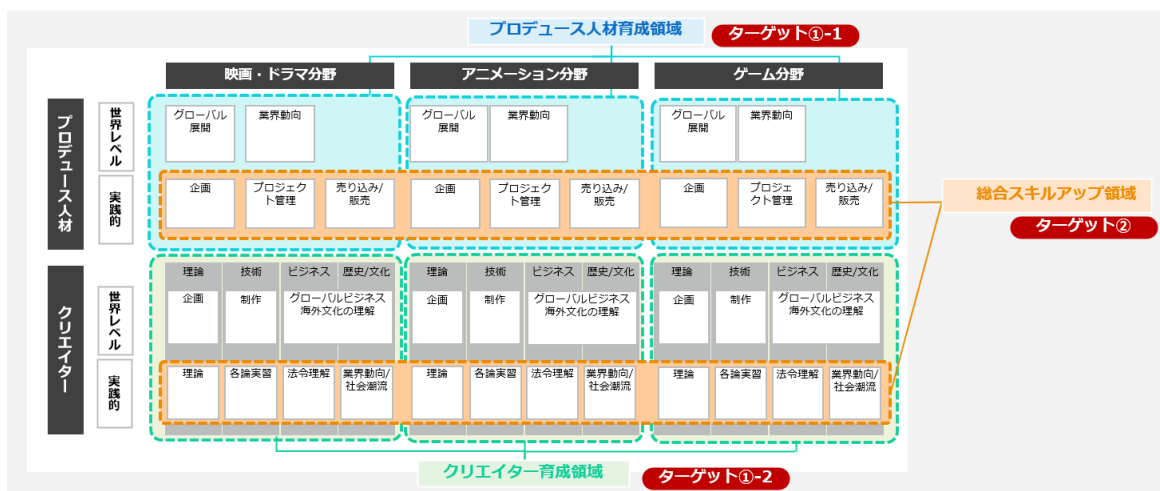 プロデュース人材育成領域
ターゲット①-1
映画・ドラマ分野
アニメーション分野
ゲーム分野
プロデュース人材
世界レベル
グローバル
展開
業界動向
グローバル
展開
業界動向
グローバル
展開
業界動向
実践的
企画
プロジェク
ト管理
売り込み/
販売
企画
プロジェク
ト管理
売り込み/
販売
企画
プロジェ
クト管理
売り込み/
販売
総合スキルアップ領域
ターゲット②
クリエイター
世界レベル
理論 技術 ビジネス 歴史/文化
企画
制作
グローバルビジネス
海外文化の理解
理論 技術 ビジネス 歴史/文化
企画
制作
グローバルビジネス
海外文化の理解
理論 技術 ビジネス 歴史/文化
企画
制作
グローバルビジネス
海外文化の理解
実践的
理論
各論実習
法令理解
業界動向/
社会潮流
理論
各論実習
法令理解
業界動向/
社会潮流
理論
各論実習
法令理解
業界動向/
社会潮流
クリエイター育成領域
ターゲット①-2